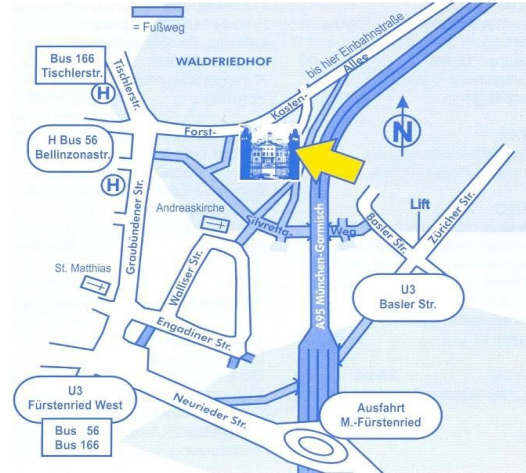 = Fußweg
WALDFRIEDHOF
bis hier Einbahnstraße
Bus 166
Tischlerstr.
Tischlerstr.
H
Forst-
Kasten-
Allee
N
H Bus 56
Bellinzonastr.
H
Graubündener Str.
Andreaskirche
Silvretta-
Weg
Basler Str.
Lift
Züricher Str.
St. Matthias
Walliser Str.
A95 München-Garmisch
U3
Basler Str.
Engadiner Str.
U3
Fürstenried West
Neurieder Str.
Ausfahrt
M.-Fürstenried
Bus 56
Bus 166